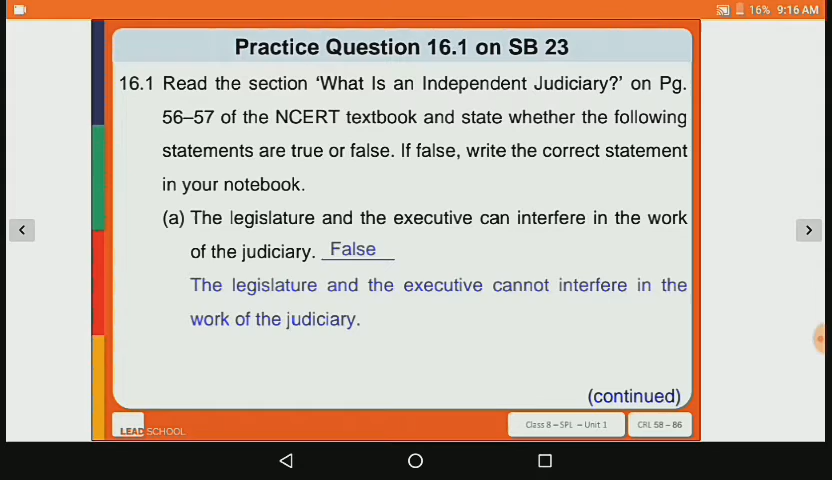 16% 9:16 AM
Practice Question 16.1 on SB 23
16.1 Read the section ‘What Is an Independent Judiciary?’ on Pg.
56–57 of the NCERT textbook and state whether the following
statements are true or false. If false, write the correct statement
in your notebook.
(a) The legislature and the executive can interfere in the work
of the judiciary. False
The legislature and the executive cannot interfere in the
work of the judiciary.
(continued)
LEAD SCHOOL
Class 8 – SPL – Unit 1
CRL 58 – 86